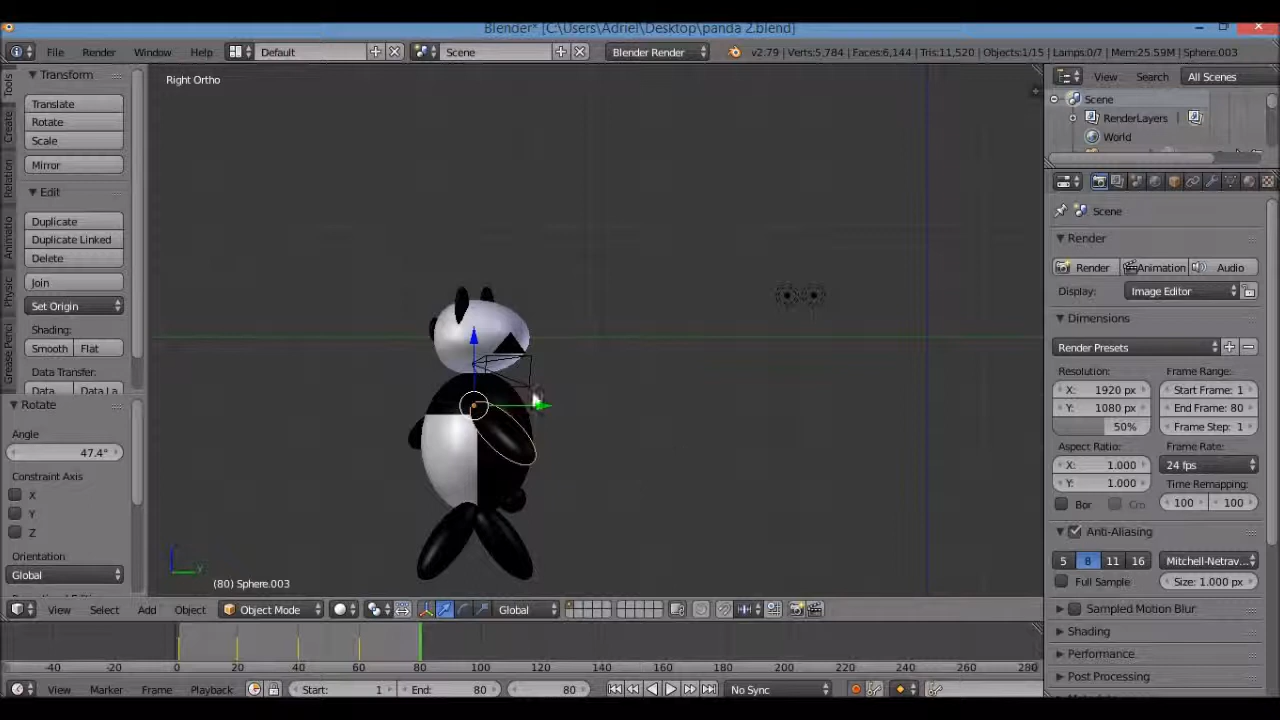 Blender* [C:\Users\Adriel\Desktop\panda 2.blend]
File Render Window Help Default Scene Blender Render v2.79 | Verts:5,784 | Faces:6,144 | Tris:11,520 | Objects:1/15 | Lamps:0/7 | Mem:25.59M | Sphere.003
Tools
Create
Relation
Animatio
Physic
Grease Penci
Transform
Translate
Rotate
Scale
Mirror
Edit
Duplicate
Duplicate Linked
Delete
Join
Set Origin
Shading:
Smooth Flat
Data Transfer:
Data Data La
Rotate
Angle
47.4°
Constraint Axis
X
Y
Z
Orientation
Global
Right Ortho
(80) Sphere.003
View Select Add Object Object Mode Global
-40 -20 0 20 40 60 80 100 120 140 160 180 200 220 240 260 280
View Marker Frame Playback Start: 1 End: 80 80 No Sync
View Search All Scenes
Scene
RenderLayers |
World
Scene
Render
Render Animation Audio
Display: Image Editor
Dimensions
Render Presets
Resolution: Frame Range:
X: 1920 px Start Frame: 1
Y: 1080 px End Frame: 80
50% Frame Step: 1
Aspect Ratio: Frame Rate:
X: 1.000 24 fps
Y: 1.000 Time Remapping:
Bor Cro 100 100
Anti-Aliasing
5 8 11 16 Mitchell-Netrav...
Full Sample Size: 1.000 px
Sampled Motion Blur
Shading
Performance
Post Processing